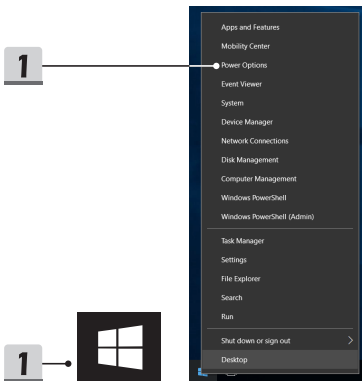 Apps and Features
Mobility Center
1
Power Options
Event Viewer
System
Device Manager
Network Connections
Disk Management
Computer Management
Windows PowerShell
Windows PowerShell (Admin)
Task Manager
Settings
File Explorer
Search
Run
Shut down or sign out
1
Desktop